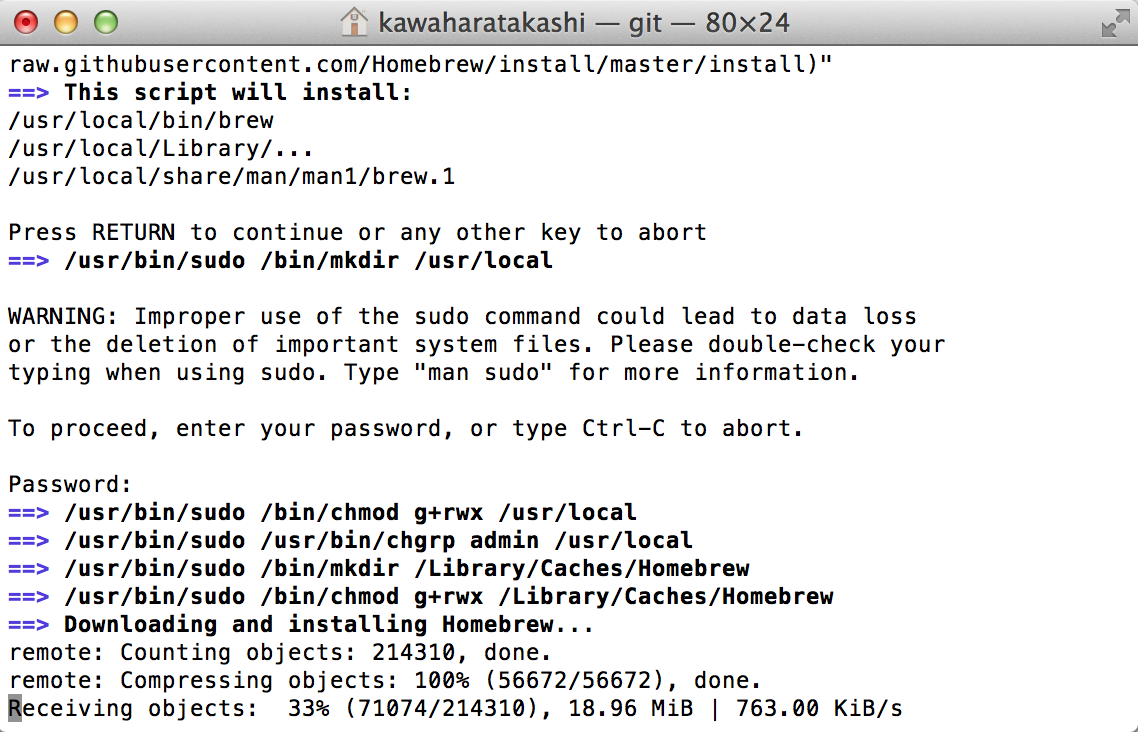 kawaharatakashi — git — 80×24
raw.githubusercontent.com/Homebrew/install/master/install)"
==> This script will install:
/usr/local/bin/brew
/usr/local/Library/...
/usr/local/share/man/man1/brew.1
Press RETURN to continue or any other key to abort
==> /usr/bin/sudo /bin/mkdir /usr/local
WARNING: Improper use of the sudo command could lead to data loss
or the deletion of important system files. Please double-check your
typing when using sudo. Type "man sudo" for more information.
To proceed, enter your password, or type Ctrl-C to abort.
Password:
==> /usr/bin/sudo /bin/chmod g+rwx /usr/local
==> /usr/bin/sudo /usr/bin/chgrp admin /usr/local
==> /usr/bin/sudo /bin/mkdir /Library/Caches/Homebrew
==> /usr/bin/sudo /bin/chmod g+rwx /Library/Caches/Homebrew
==> Downloading and installing Homebrew...
remote: Counting objects: 214310, done.
remote: Compressing objects: 100% (56672/56672), done.
Receiving objects:  33% (71074/214310), 18.96 MiB | 763.00 KiB/s